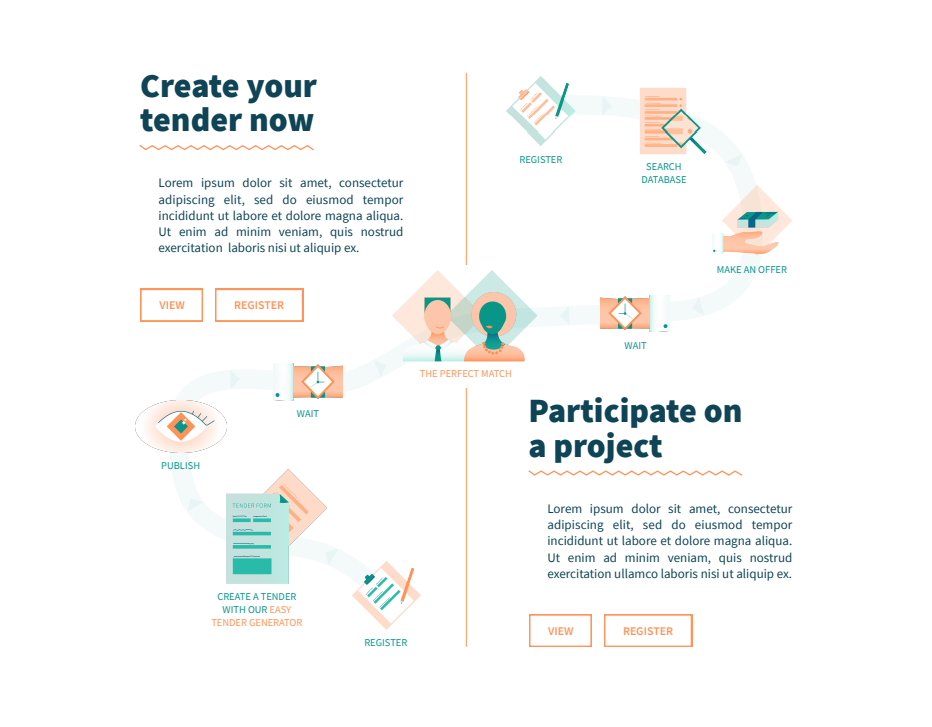 Create your
tender now
Lorem ipsum dolor sit amet, consectetur
adipiscing elit, sed do eiusmod tempor
incididunt ut labore et dolore magna aliqua.
Ut enim ad minim veniam, quis nostrud
exercitation laboris nisi ut aliquip ex.
VIEW
REGISTER
REGISTER
SEARCH
DATABASE
MAKE AN OFFER
WAIT
THE PERFECT MATCH
WAIT
PUBLISH
TENDER FORM
CREATE A TENDER
WITH OUR EASY
TENDER GENERATOR
REGISTER
Participate on
a project
Lorem ipsum dolor sit amet, consectetur
adipiscing elit, sed do eiusmod tempor
incididunt ut labore et dolore magna aliqua.
Ut enim ad minim veniam, quis nostrud
exercitation ullamco laboris nisi ut aliquip ex.
VIEW
REGISTER